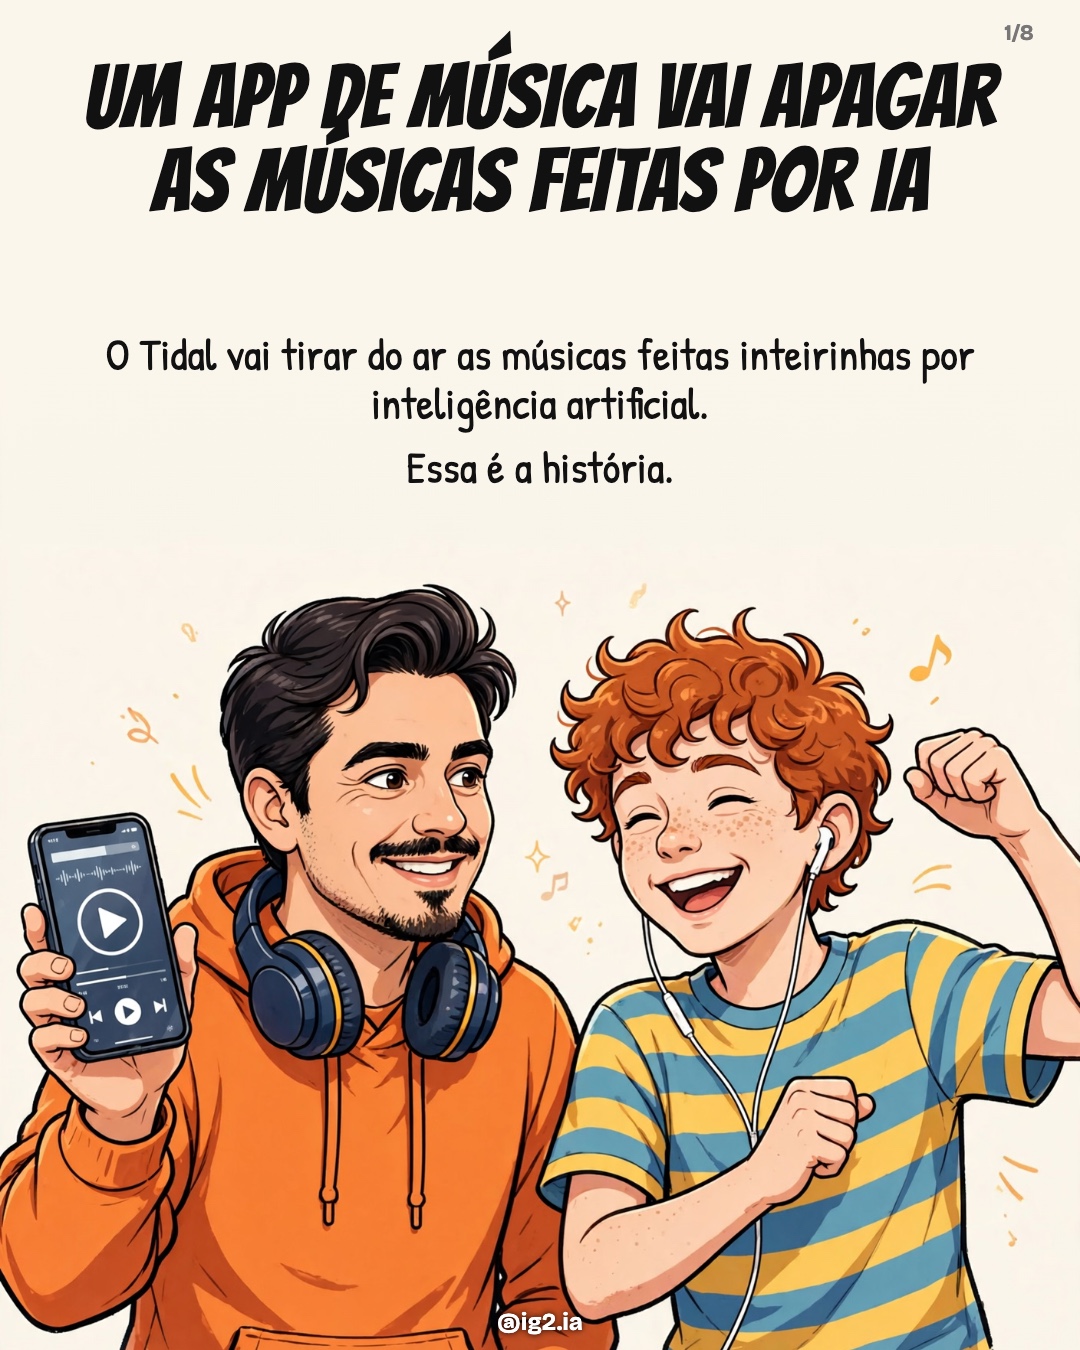 1/8
UM APP DE MÚSICA VAI APAGAR
AS MÚSICAS FEITAS POR IA
O Tidal vai tirar do ar as músicas feitas inteirinhas por
inteligência artificial.
Essa é a história.
@ig2.ia